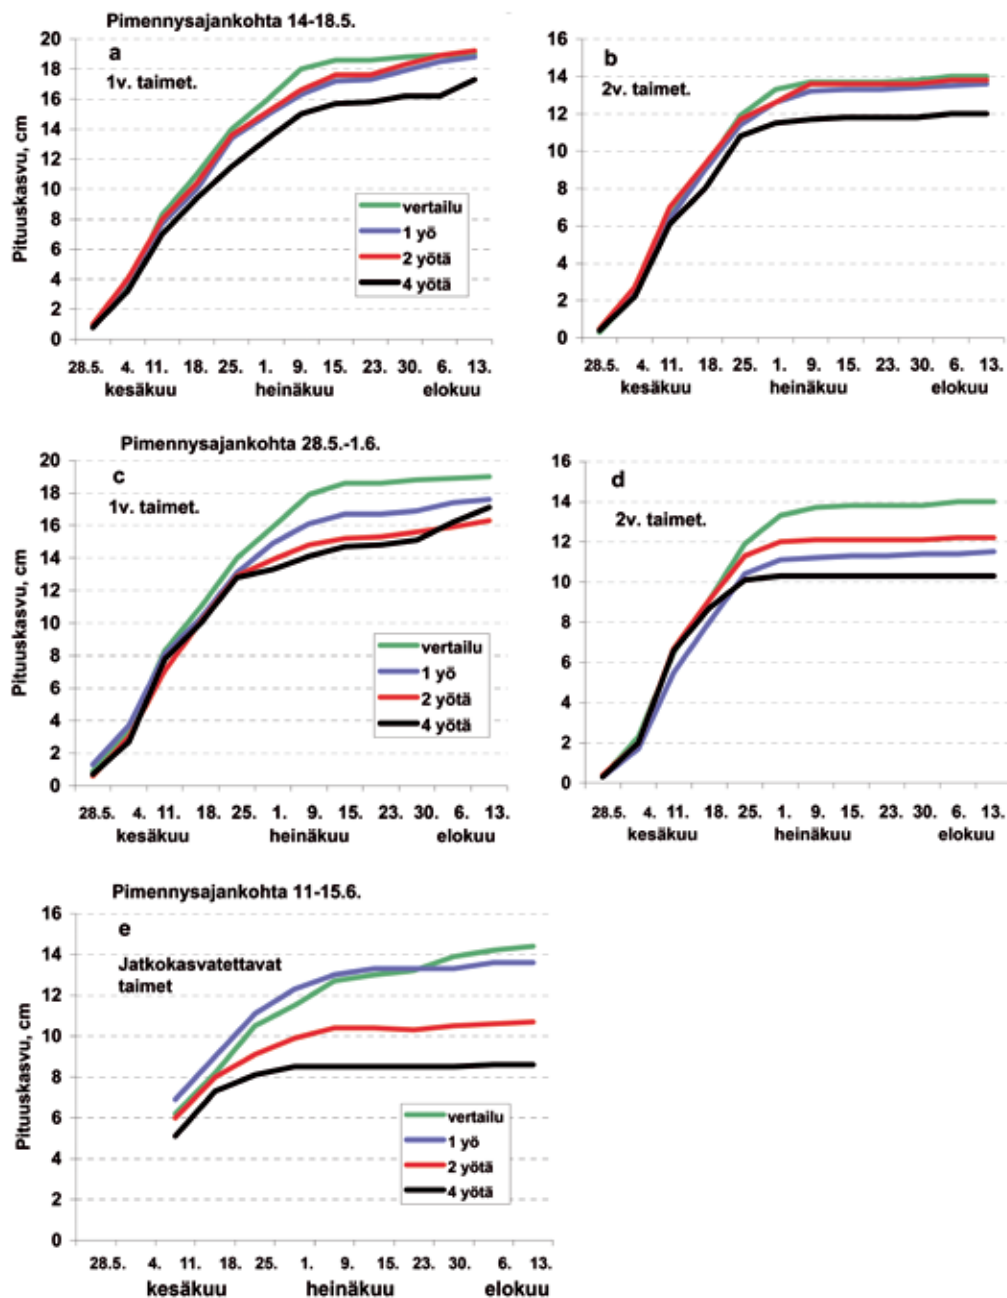 Pimennysajankohta 14-18.5.
a
1v. taimet.
Pituuskasvu, cm
20
18
16
14
12
10
8
6
4
2
0
vertailu
1 yö
2 yötä
4 yötä
28.5. 4. 11. 18. 25. 1. 9. 15. 23. 30. 6. 13.
kesäkuu heinäkuu elokuu
b
2v. taimet.
16
14
12
10
8
6
4
2
0
28.5. 4. 11. 18. 25. 1. 9. 15. 23. 30. 6. 13.
kesäkuu heinäkuu elokuu
Pimennysajankohta 28.5.-1.6.
c
1v. taimet.
Pituuskasvu, cm
20
18
16
14
12
10
8
6
4
2
0
vertailu
1 yö
2 yötä
4 yötä
28.5. 4. 11. 18. 25. 1. 9. 15. 23. 30. 6. 13.
kesäkuu heinäkuu elokuu
d
2v. taimet.
16
14
12
10
8
6
4
2
0
28.5. 4. 11. 18. 25. 1. 9. 15. 23. 30. 6. 13.
kesäkuu heinäkuu elokuu
Pimennysajankohta 11-15.6.
e
Jatkokasvatettavat
taimet
Pituuskasvu, cm
16
14
12
10
8
6
4
2
0
vertailu
1 yö
2 yötä
4 yötä
28.5. 4. 11. 18. 25. 1. 9. 15. 23. 30. 6. 13.
kesäkuu heinäkuu elokuu